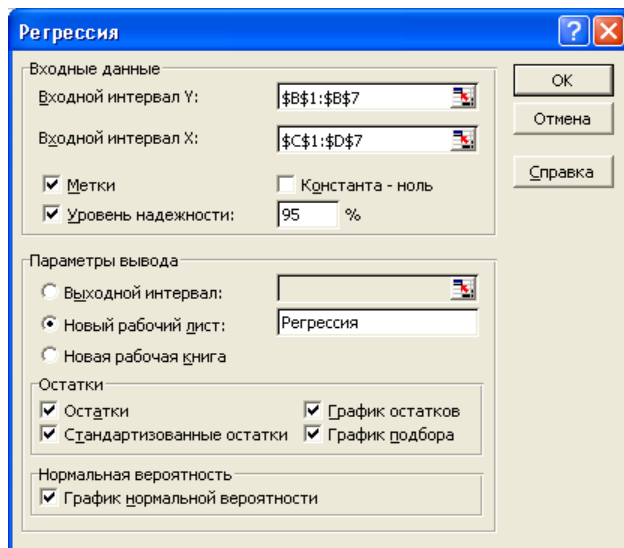 Регрессия
Входные данные
Входной интервал Y: $B$1:$B$7
Входной интервал X: $C$1:$D$7
Метки Константа - ноль
Уровень надежности: 95 %
OK
Отмена
Справка
Параметры вывода
Выходной интервал:
Новый рабочий лист: Регрессия
Новая рабочая книга
Остатки
Остатки График остатков
Стандартизованные остатки График подбора
Нормальная вероятность
График нормальной вероятности